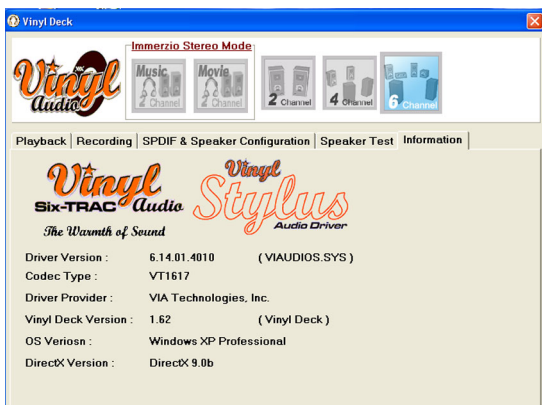 Vinyl Deck
Immerzio Stereo Mode
Vinyl Audio
Music 2 Channel
Movie 2 Channel
2 Channel
4 Channel
6 Channel
Playback Recording SPDIF & Speaker Configuration Speaker Test Information
Vinyl Six-TRAC Audio
The Warmth of Sound
Vinyl Stylus Audio Driver
Driver Version : 6.14.01.4010 ( VIAUDIOS.SYS )
Codec Type : VT1617
Driver Provider : VIA Technologies, Inc.
Vinyl Deck Version : 1.62 ( Vinyl Deck )
OS Veriosn : Windows XP Professional
DirectX Version : DirectX 9.0b